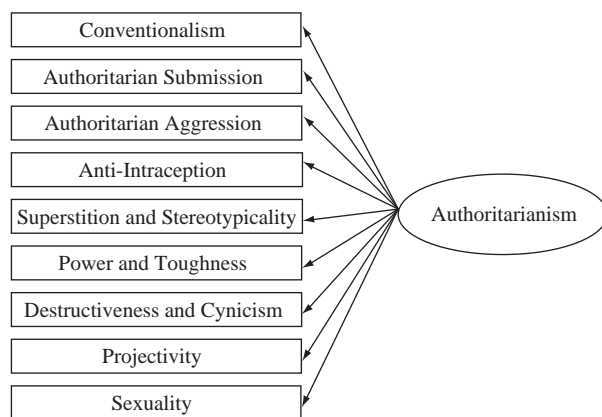 Conventionalism
Authoritarian Submission
Authoritarian Aggression
Anti-Intraception
Superstition and Stereotypicality
Power and Toughness
Destructiveness and Cynicism
Projectivity
Sexuality
Authoritarianism